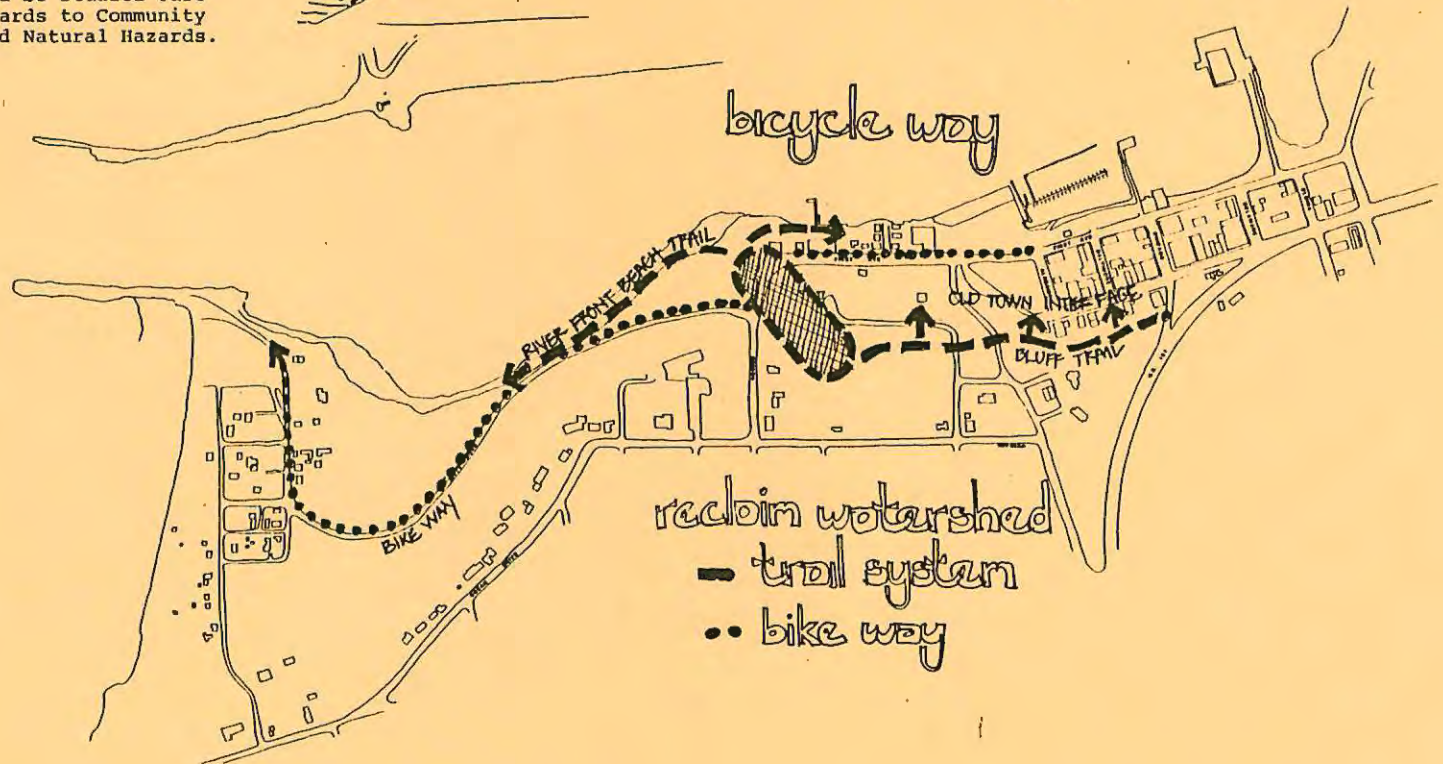 ards to Community
d Natural Hazards.
bicycle way
RIVER FRONT BEACH TRAIL
OLD TOWN INTERFACE
BLUFF TRAIL
BIKE WAY
reclaim watershed
trail system
bike way